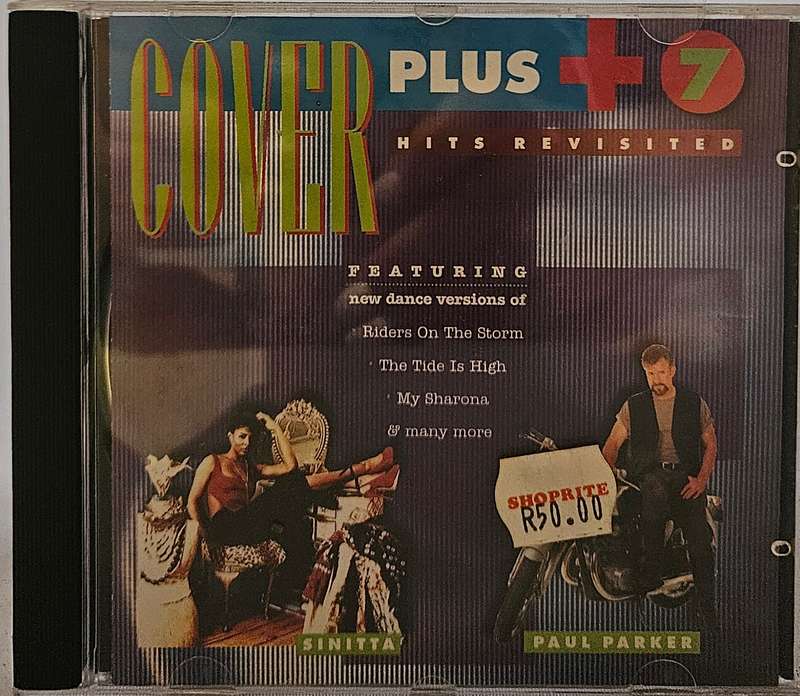 COVER PLUS + 7
HITS REVISITED
FEATURING
new dance versions of
Riders On The Storm
The Tide Is High
My Sharona
& many more
SHOPRITE
R50.00
SINITTA
PAUL PARKER